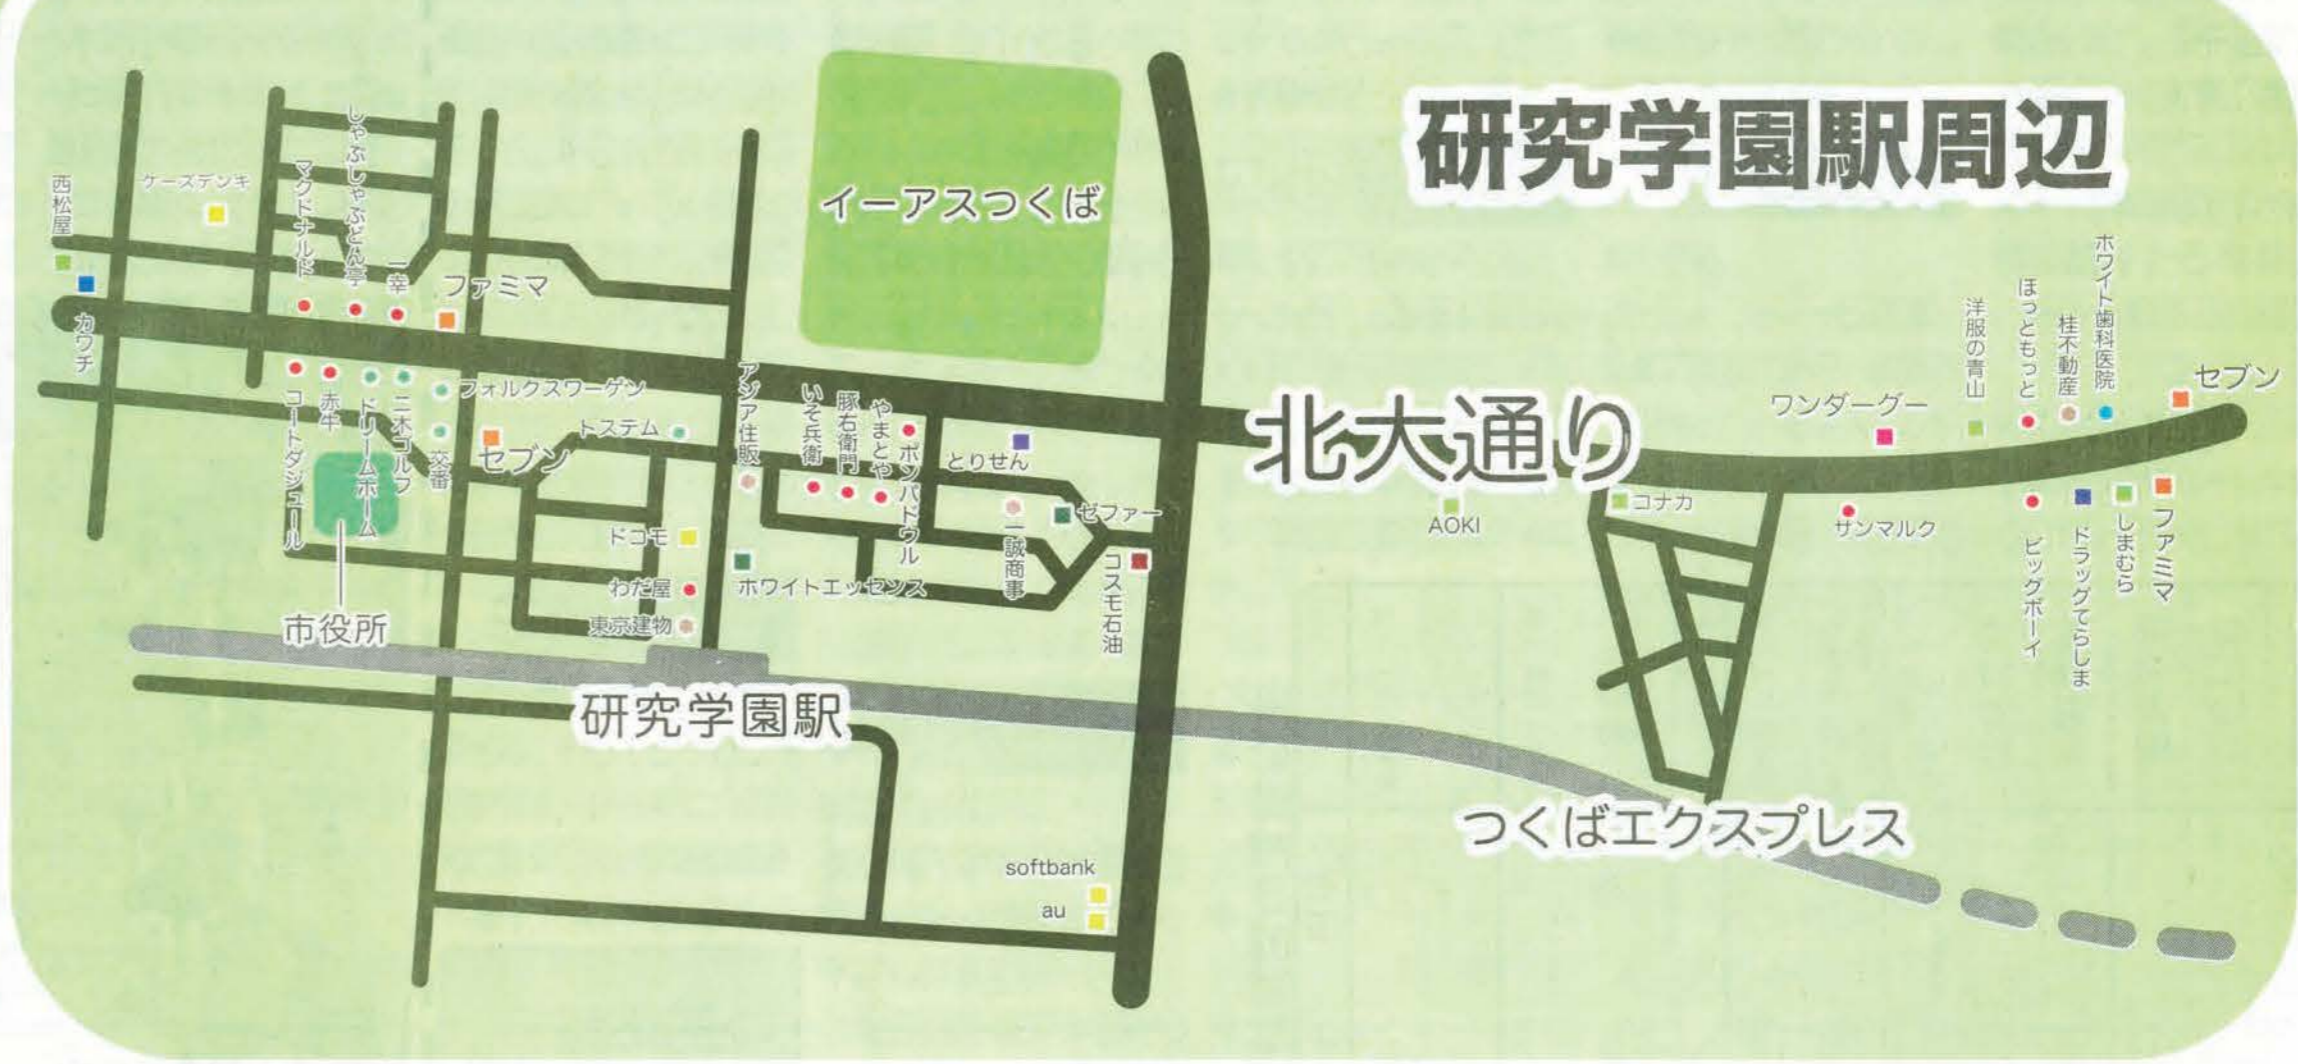 研究学園駅周辺
イーアスつくば
西松屋
ケーズデンキ
マクドナルド
しゃぶしゃぶどん亭
一幸
ファミマ
カワチ
コートダジュール
赤牛
ドリームホーム
二木ゴルフ
フォルクスワーゲン
交番
セブン
トステム
アジア住販
いそ兵衛
豚右衛門
やまとや
ポンパドウル
とりせん
ゼファー
一誠商事
コスモ石油
ドコモ
わだ屋
東京建物
ホワイトエッセンス
市役所
研究学園駅
softbank
au
北大通り
AOKI
コナカ
ワンダーグー
サンマルク
洋服の青山
ほっともっと
桂不動産
ホワイト歯科医院
セブン
ビッグボーイ
ドラッグてらしま
しまむら
ファミマ
つくばエクスプレス